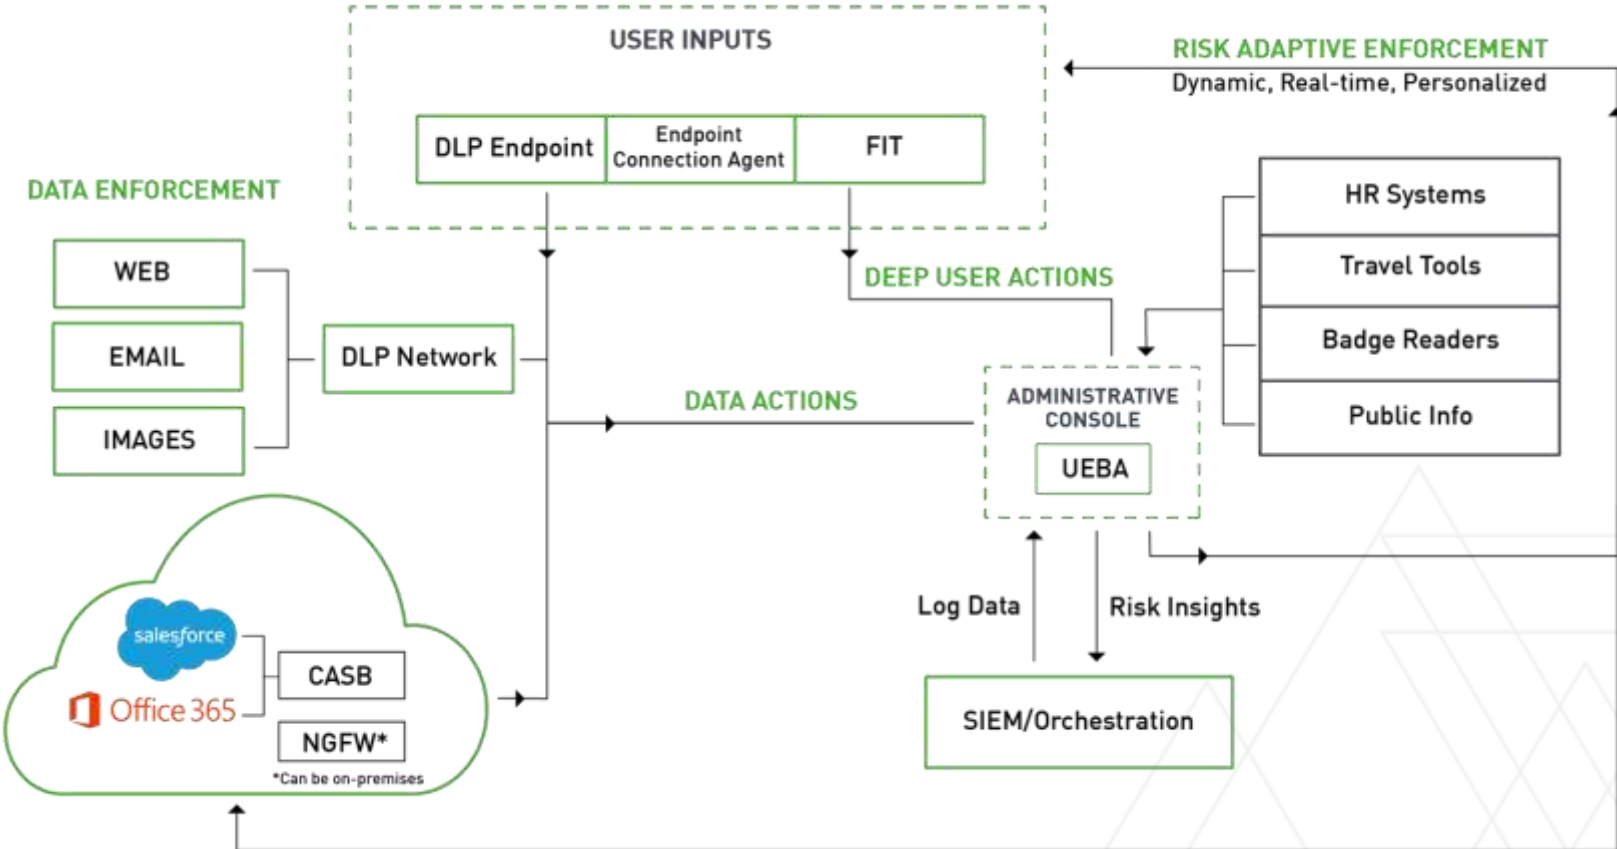 USER INPUTS
DLP Endpoint
Endpoint
Connection Agent
FIT
RISK ADAPTIVE ENFORCEMENT
Dynamic, Real-time, Personalized
DATA ENFORCEMENT
WEB
EMAIL
IMAGES
DLP Network
DEEP USER ACTIONS
DATA ACTIONS
HR Systems
Travel Tools
Badge Readers
Public Info
ADMINISTRATIVE
CONSOLE
UEBA
Log Data
Risk Insights
SIEM/Orchestration
salesforce
Office 365
CASB
NGFW*
*Can be on-premises